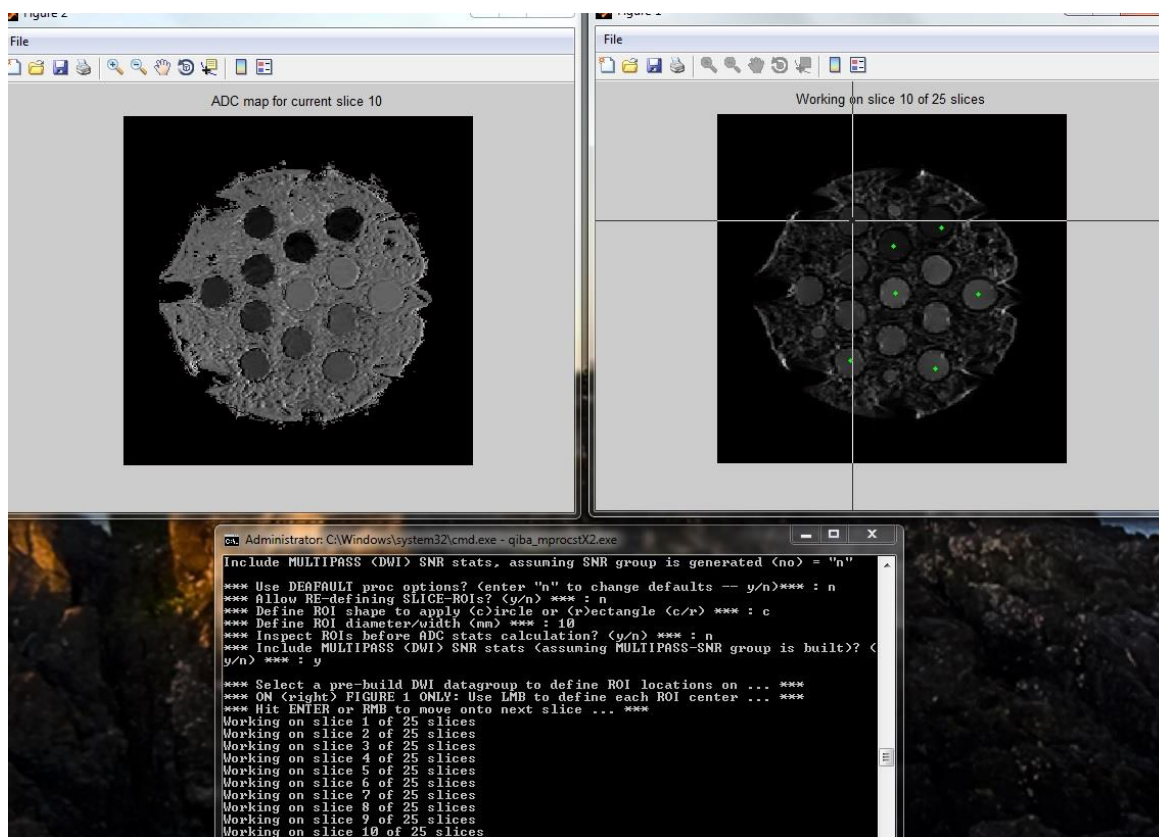 Figure 2
File
ADC map for current slice 10
Figure 1
File
Working on slice 10 of 25 slices
Administrator: C:\Windows\system32\cmd.exe - qiba_mprocstX2.exe
Include MULTIPASS (DWI) SNR stats, assuming SNR group is generated (no) = "n"
*** Use DEAFAULT proc options? (enter "n" to change defaults -- y/n)*** : n
*** Allow RE-defining SLICE-ROIs? (y/n) *** : n
*** Define ROI shape to apply (c)ircle or (r)ectangle (c/r) *** : c
*** Define ROI diameter/width (mm) *** : 10
*** Inspect ROIs before ADC stats calculation? (y/n) *** : n
*** Include MULTIPASS (DWI) SNR stats (assuming MULTIPASS-SNR group is built)? (
y/n) *** : y
*** Select a pre-build DWI datagroup to define ROI locations on ... ***
*** ON (right) FIGURE 1 ONLY: Use LMB to define each ROI center ... ***
*** Hit ENTER or RMB to move onto next slice ... ***
Working on slice 1 of 25 slices
Working on slice 2 of 25 slices
Working on slice 3 of 25 slices
Working on slice 4 of 25 slices
Working on slice 5 of 25 slices
Working on slice 6 of 25 slices
Working on slice 7 of 25 slices
Working on slice 8 of 25 slices
Working on slice 9 of 25 slices
Working on slice 10 of 25 slices